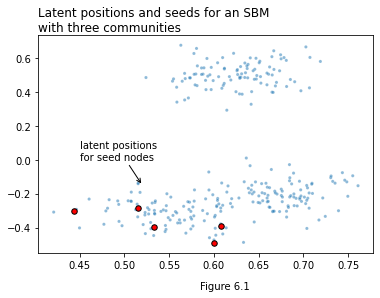 Latent positions and seeds for an SBM
with three communities
0.6
0.4
0.2
0.0
−0.2
−0.4
latent positions
for seed nodes
0.45
0.50
0.55
0.60
0.65
0.70
0.75
Figure 6.1